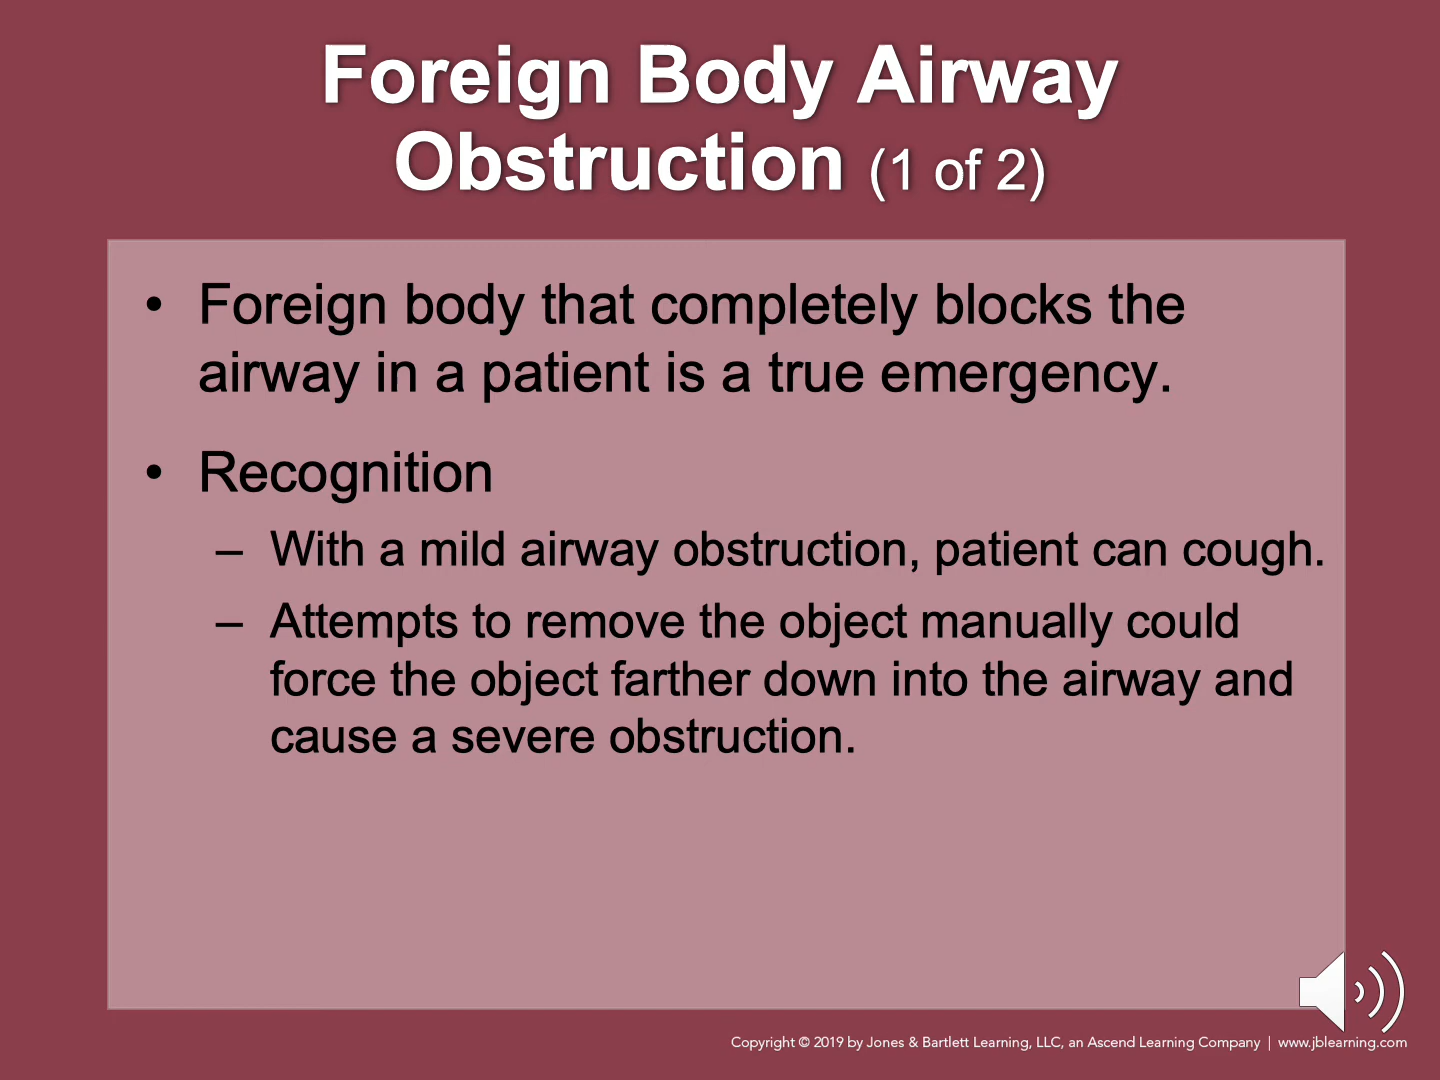 Foreign Body Airway
Obstruction (1 of 2)
• Foreign body that completely blocks the
airway in a patient is a true emergency.
• Recognition
– With a mild airway obstruction, patient can cough.
– Attempts to remove the object manually could
force the object farther down into the airway and
cause a severe obstruction.
Copyright © 2019 by Jones & Bartlett Learning, LLC, an Ascend Learning Company | www.jblearning.com